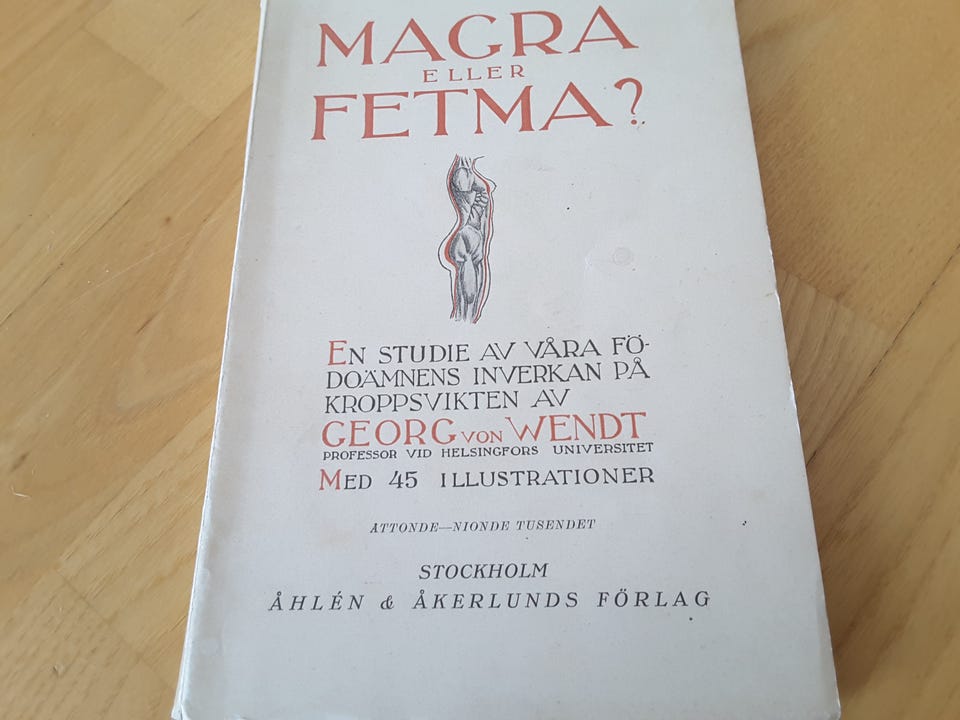 MAGRA
ELLER
FETMA?
EN STUDIE AV VÅRA FÖ-
DOÄMNENS INVERKAN PÅ
KROPPSVIKTEN AV
GEORG VON WENDT
PROFESSOR VID HELSINGFORS UNIVERSITET
MED 45 ILLUSTRATIONER
ATTONDE—NIONDE TUSENDET
STOCKHOLM
ÅHLÉN & ÅKERLUNDS FÖRLAG